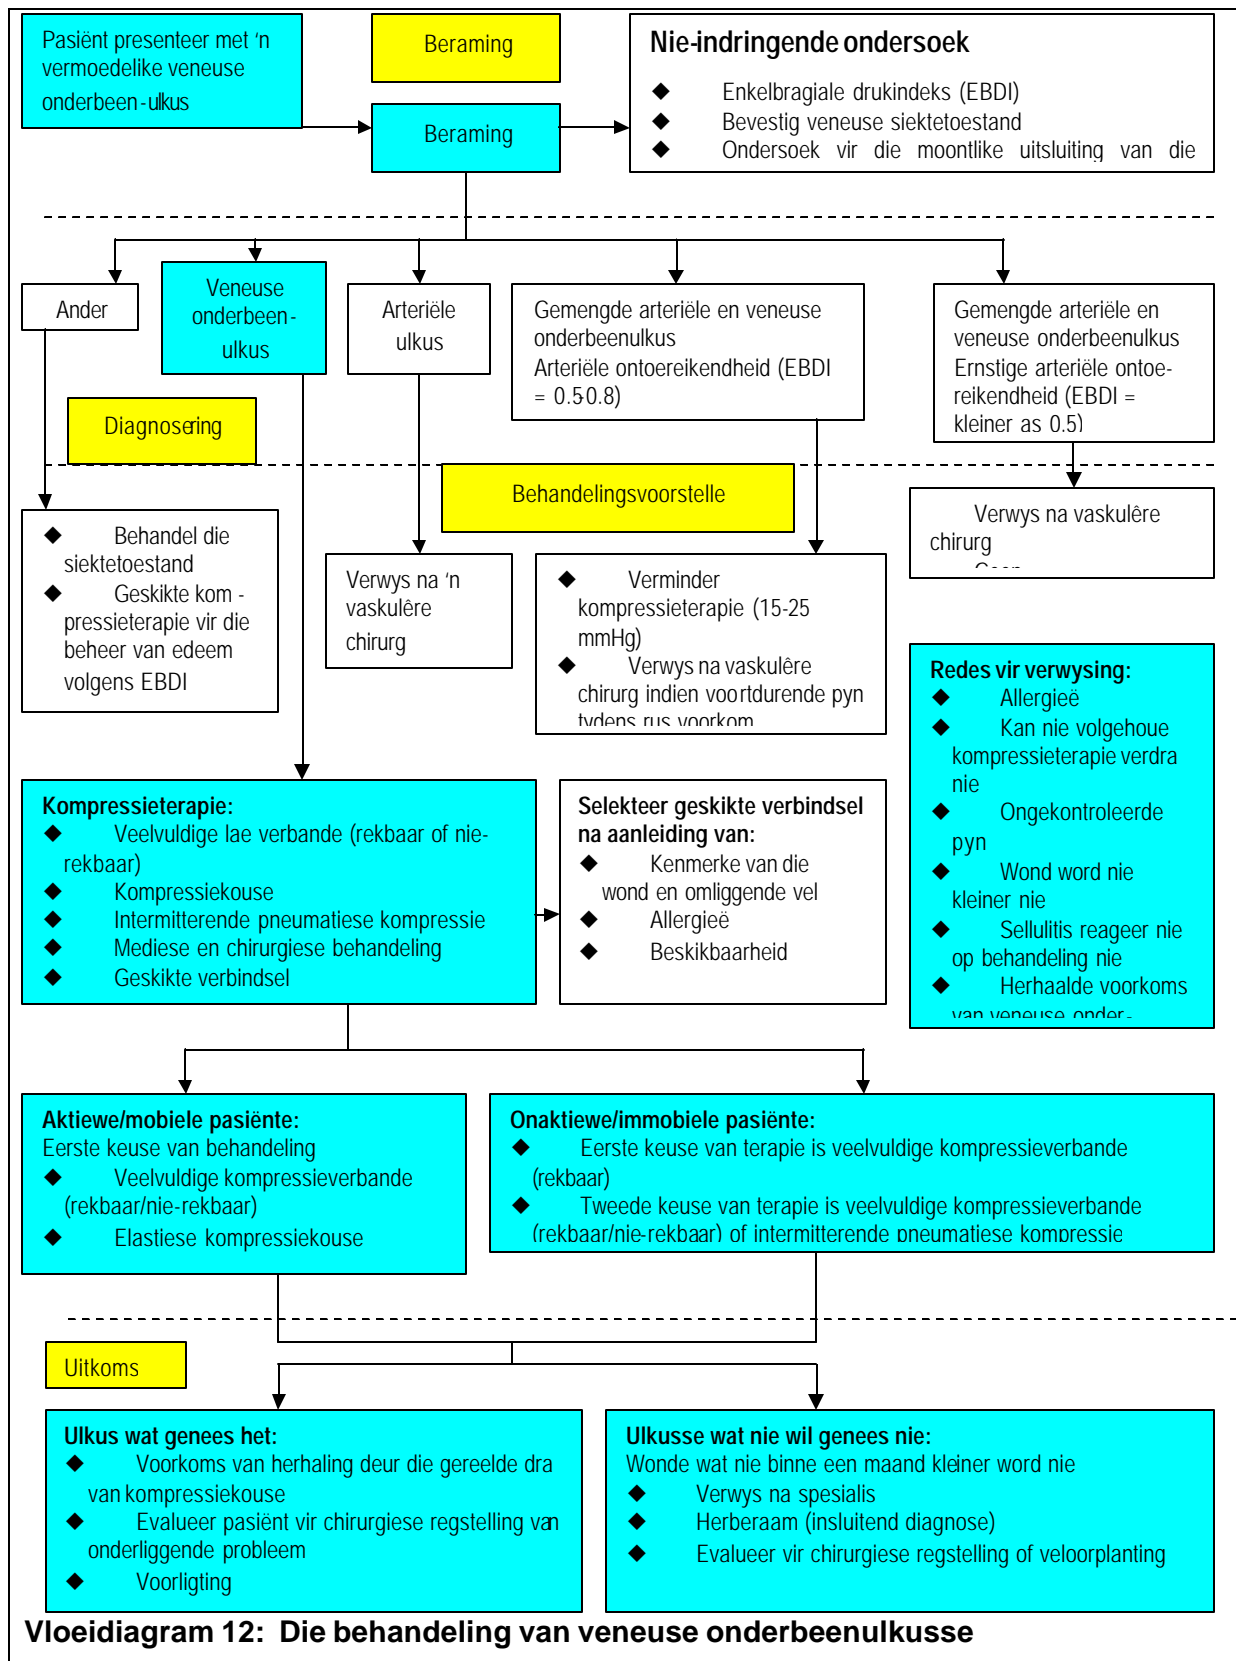 Pasiënt presenteer met ‘n
vermoedelike veneuse
onderbeen-ulkus
Beraming
Beraming
Nie-indringende ondersoek
◆ Enkelbragiale drukindeks (EBDI)
◆ Bevestig veneuse siektetoestand
◆ Ondersoek vir die moontlike uitsluiting van die
Ander
Veneuse
onderbeen-
ulkus
Arteriële
ulkus
Gemengde arteriële en veneuse
onderbeenulkus
Arteriële ontoereikendheid (EBDI
= 0.5-0.8)
Gemengde arteriële en
veneuse onderbeenulkus
Ernstige arteriële ontoe-
reikendheid (EBDI =
kleiner as 0.5)
Diagnosering
Behandelingsvoorstelle
◆ Behandel die
siektetoestand
◆ Geskikte kom -
pressieterapie vir die
beheer van edeem
volgens EBDI
Verwys na ‘n
vaskulêre
chirurg
◆ Verminder
kompressieterapie (15-25
mmHg)
◆ Verwys na vaskulêre
chirurg indien voortdurende pyn
tydens rus voorkom
Verwys na vaskulêre
chirurg
Redes vir verwysing:
◆ Allergieë
◆ Kan nie volgehoue
kompressieterapie verdra
nie
◆ Ongekontroleerde
pyn
◆ Wond word nie
kleiner nie
◆ Sellulitis reageer nie
op behandeling nie
◆ Herhaalde voorkoms
van veneuse onder-
Kompressieterapie:
◆ Veelvuldige lae verbande (rekbaar of nie-
rekbaar)
◆ Kompressiekouse
◆ Intermitterende pneumatiese kompressie
◆ Mediese en chirurgiese behandeling
◆ Geskikte verbindsel
Selekteer geskikte verbindsel
na aanleiding van:
◆ Kenmerke van die
wond en omliggende vel
◆ Allergieë
◆ Beskikbaarheid
Aktiewe/mobiele pasiënte:
Eerste keuse van behandeling
◆ Veelvuldige kompressieverbande
(rekbaar/nie-rekbaar)
◆ Elastiese kompressiekouse
Onaktiewe/immobiele pasiënte:
◆ Eerste keuse van terapie is veelvuldige kompressieverbande
(rekbaar)
◆ Tweede keuse van terapie is veelvuldige kompressieverbande
(rekbaar/nie-rekbaar) of intermitterende pneumatiese kompressie
Uitkoms
Ulkus wat genees het:
◆ Voorkoms van herhaling deur die gereelde dra
van kompressiekouse
◆ Evalueer pasiënt vir chirurgiese regstelling van
onderliggende probleem
◆ Voorligting
Ulkusse wat nie wil genees nie:
Wonde wat nie binne een maand kleiner word nie
◆ Verwys na spesialis
◆ Herberaam (insluitend diagnose)
◆ Evalueer vir chirurgiese regstelling of veloorplanting
Vloeidiagram 12: Die behandeling van veneuse onderbeenulkusse